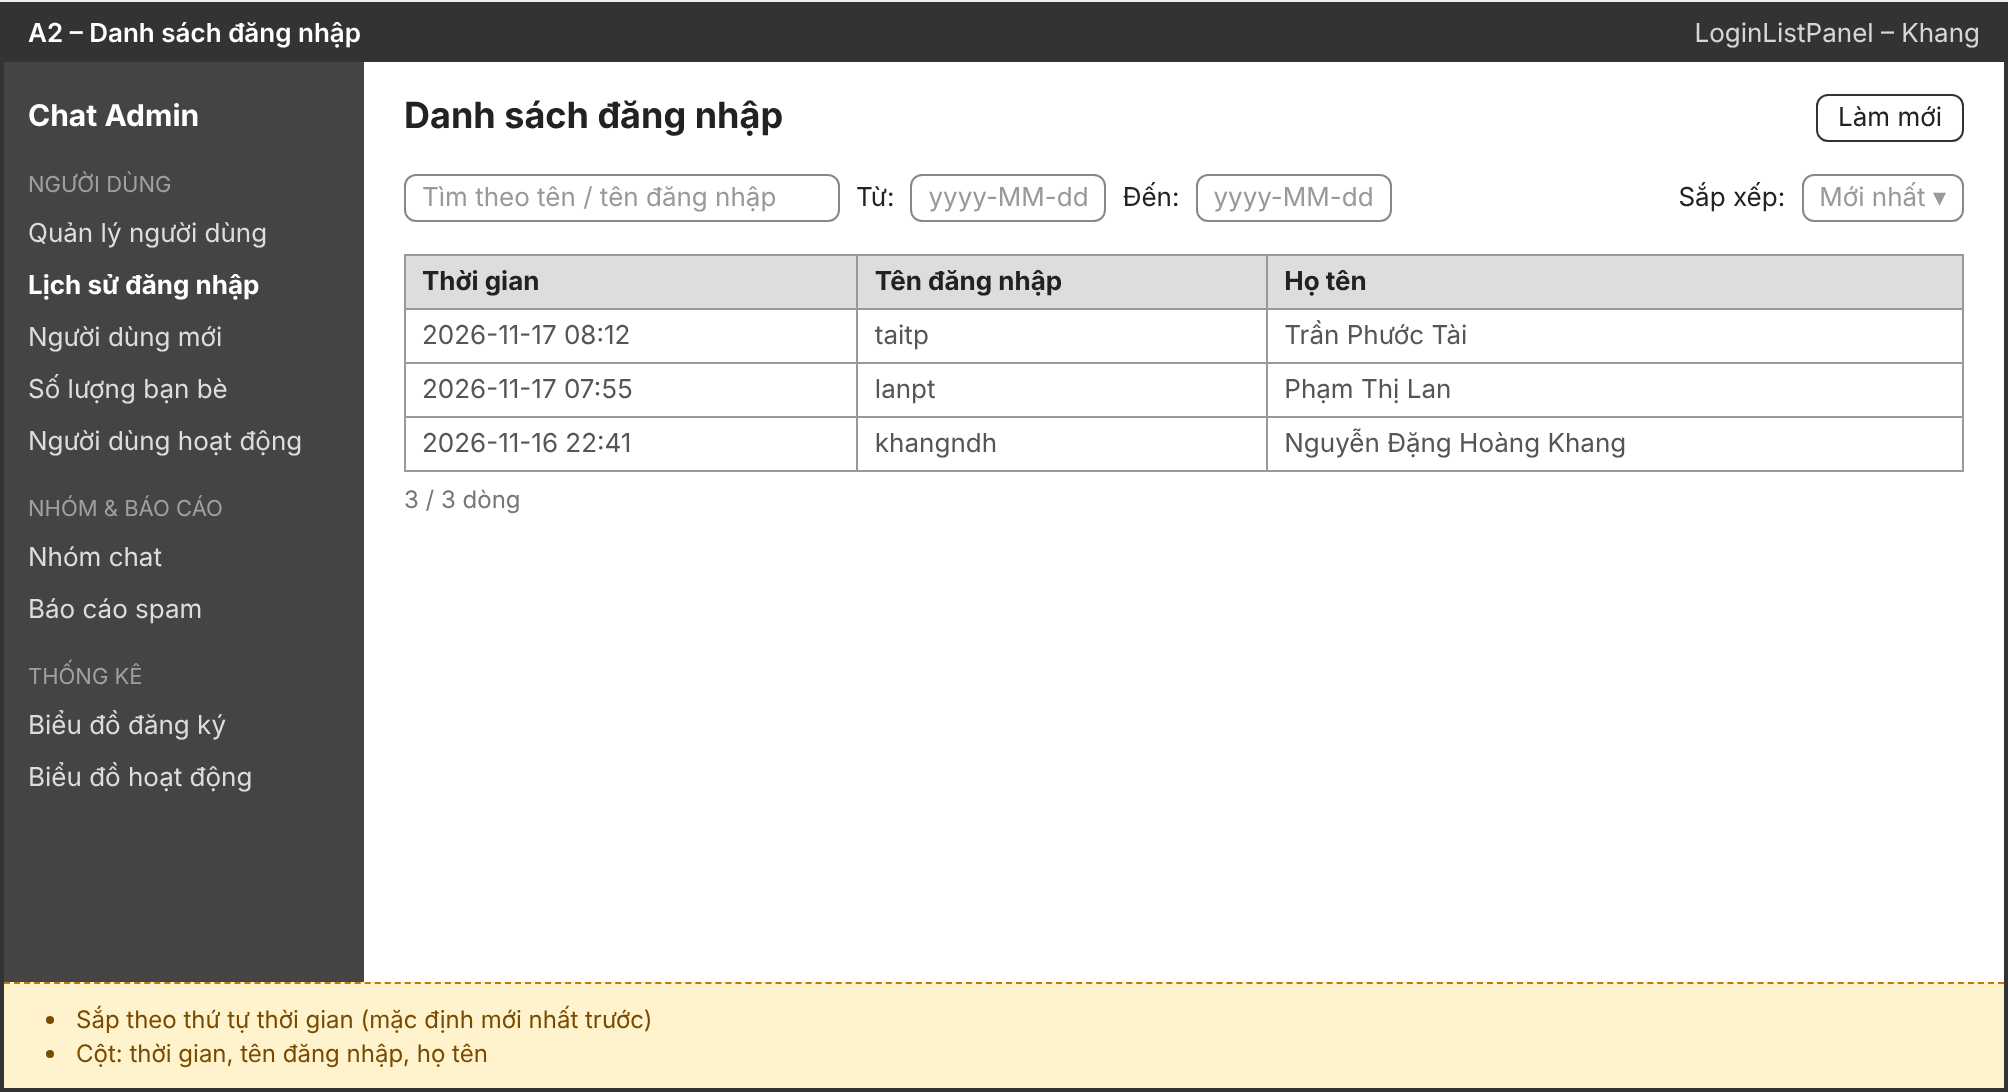 A2 – Danh sách đăng nhập
LoginListPanel – Khang
Chat Admin
NGƯỜI DÙNG
Quản lý người dùng
Lịch sử đăng nhập
Người dùng mới
Số lượng bạn bè
Người dùng hoạt động
NHÓM & BÁO CÁO
Nhóm chat
Báo cáo spam
THỐNG KÊ
Biểu đồ đăng ký
Biểu đồ hoạt động
Danh sách đăng nhập
Làm mới
Tìm theo tên / tên đăng nhập Từ: yyyy-MM-dd Đến: yyyy-MM-dd Sắp xếp: Mới nhất ▾
Thời gian Tên đăng nhập Họ tên
2026-11-17 08:12 taitp Trần Phước Tài
2026-11-17 07:55 lanpt Phạm Thị Lan
2026-11-16 22:41 khangndh Nguyễn Đặng Hoàng Khang
3 / 3 dòng
• Sắp theo thứ tự thời gian (mặc định mới nhất trước)
• Cột: thời gian, tên đăng nhập, họ tên